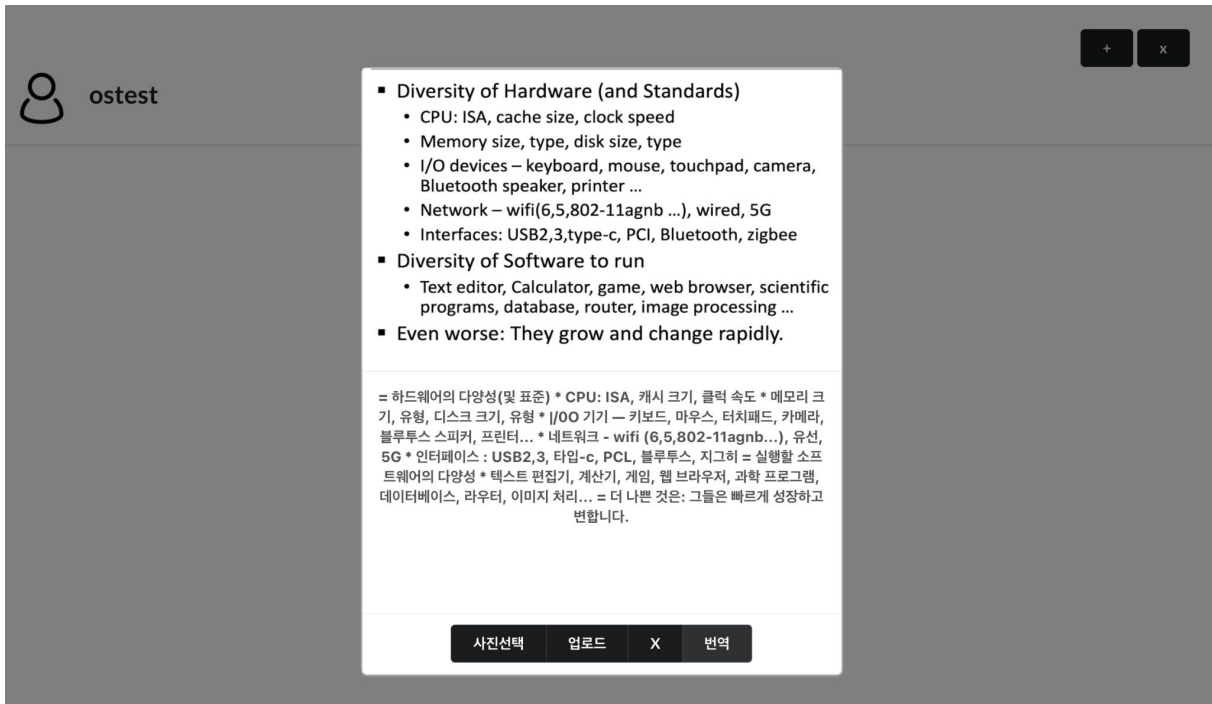 + x
ostest
▪ Diversity of Hardware (and Standards)
• CPU: ISA, cache size, clock speed
• Memory size, type, disk size, type
• I/O devices – keyboard, mouse, touchpad, camera,
Bluetooth speaker, printer ...
• Network – wifi(6,5,802-11agnb ...), wired, 5G
• Interfaces: USB2,3,type-c, PCI, Bluetooth, zigbee
▪ Diversity of Software to run
• Text editor, Calculator, game, web browser, scientific
programs, database, router, image processing ...
▪ Even worse: They grow and change rapidly.
= 하드웨어의 다양성(및 표준) * CPU: ISA, 캐시 크기, 클럭 속도 * 메모리 크
기, 유형, 디스크 크기, 유형 * |/0O 기기 — 키보드, 마우스, 터치패드, 카메라,
블루투스 스피커, 프린터... * 네트워크 - wifi (6,5,802-11agnb...), 유선,
5G * 인터페이스 : USB2,3, 타입-c, PCL, 블루투스, 지그히 = 실행할 소프
트웨어의 다양성 * 텍스트 편집기, 계산기, 게임, 웹 브라우저, 과학 프로그램,
데이터베이스, 라우터, 이미지 처리... = 더 나쁜 것은: 그들은 빠르게 성장하고
변합니다.
사진선택 업로드 X 번역